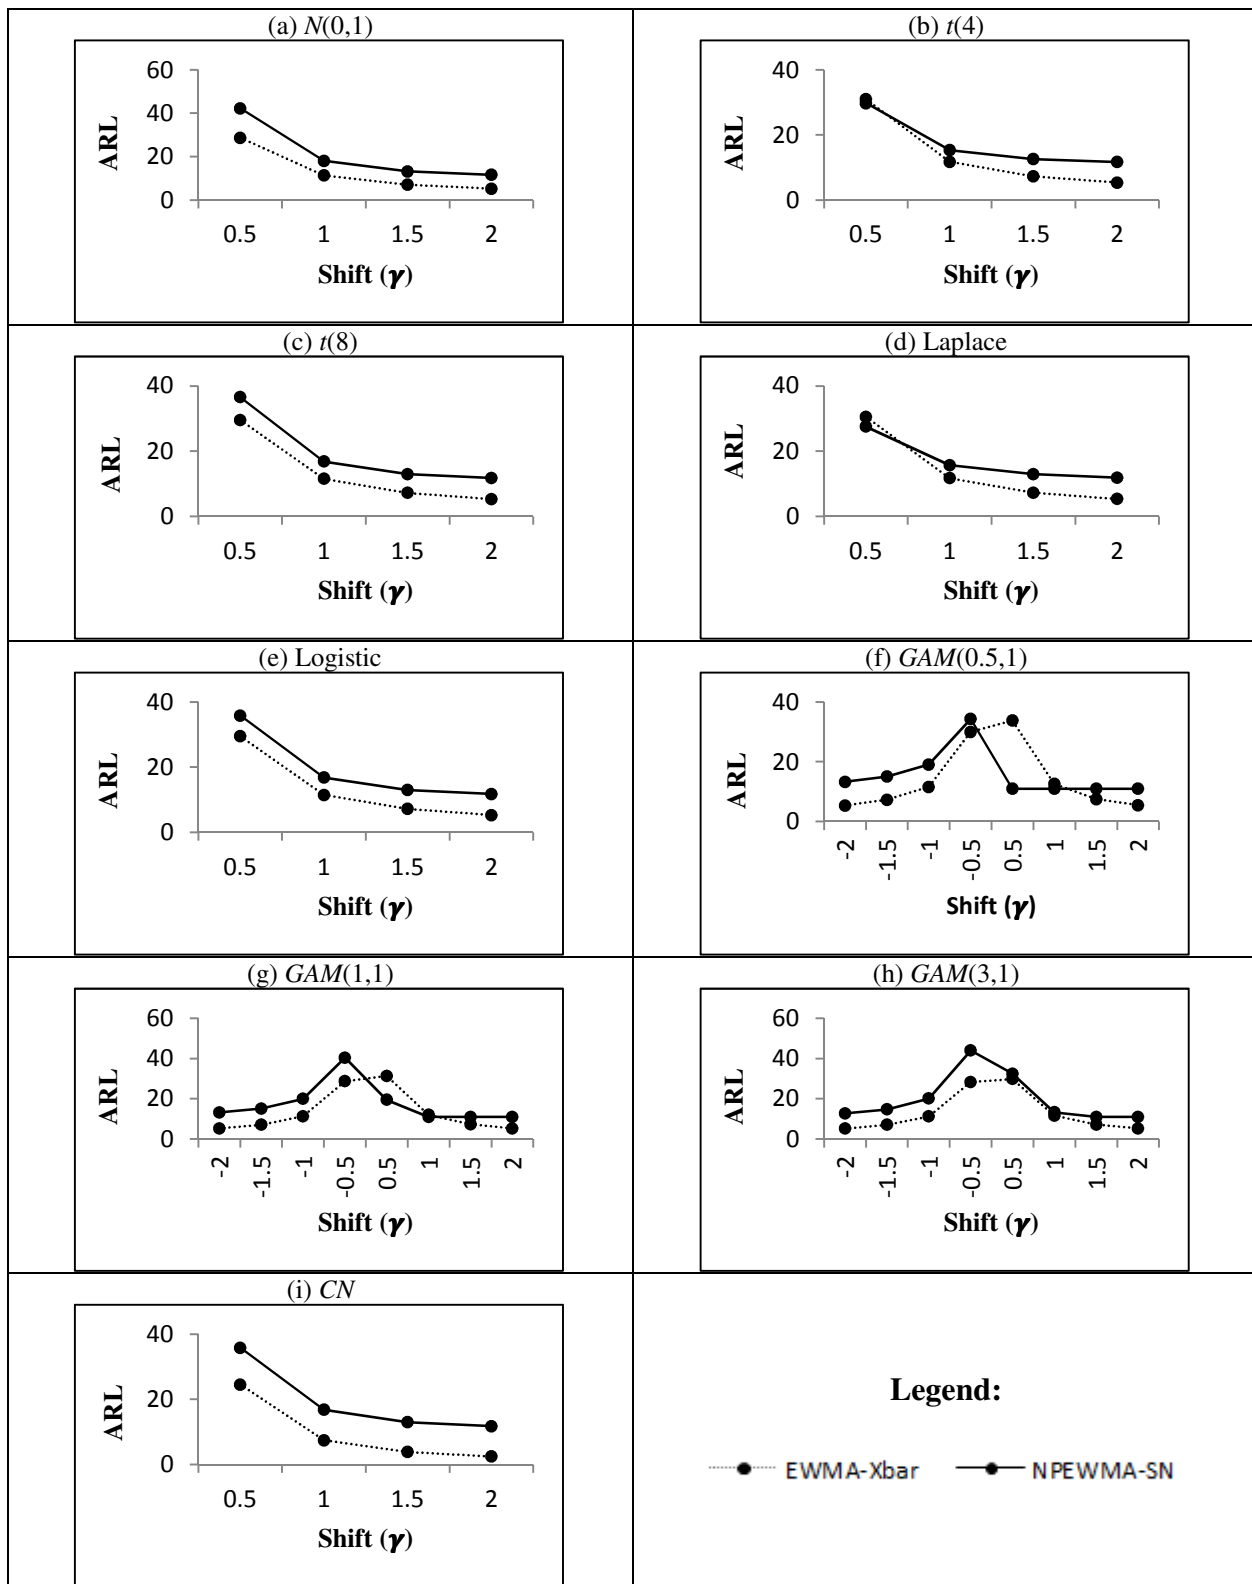 (a) N(0,1)
60
40
20
0
ARL
0.5 1 1.5 2
Shift (γ)
(b) t(4)
40
20
0
ARL
0.5 1 1.5 2
Shift (γ)
(c) t(8)
40
20
0
ARL
0.5 1 1.5 2
Shift (γ)
(d) Laplace
40
20
0
ARL
0.5 1 1.5 2
Shift (γ)
(e) Logistic
40
20
0
ARL
0.5 1 1.5 2
Shift (γ)
(f) GAM(0.5,1)
40
20
0
ARL
-2 -1.5 -1 -0.5 0.5 1 1.5 2
Shift (γ)
(g) GAM(1,1)
60
40
20
0
ARL
-2 -1.5 -1 -0.5 0.5 1 1.5 2
Shift (γ)
(h) GAM(3,1)
60
40
20
0
ARL
-2 -1.5 -1 -0.5 0.5 1 1.5 2
Shift (γ)
(i) CN
40
20
0
ARL
0.5 1 1.5 2
Shift (γ)
Legend:
EWMA-Xbar NPEWMA-SN